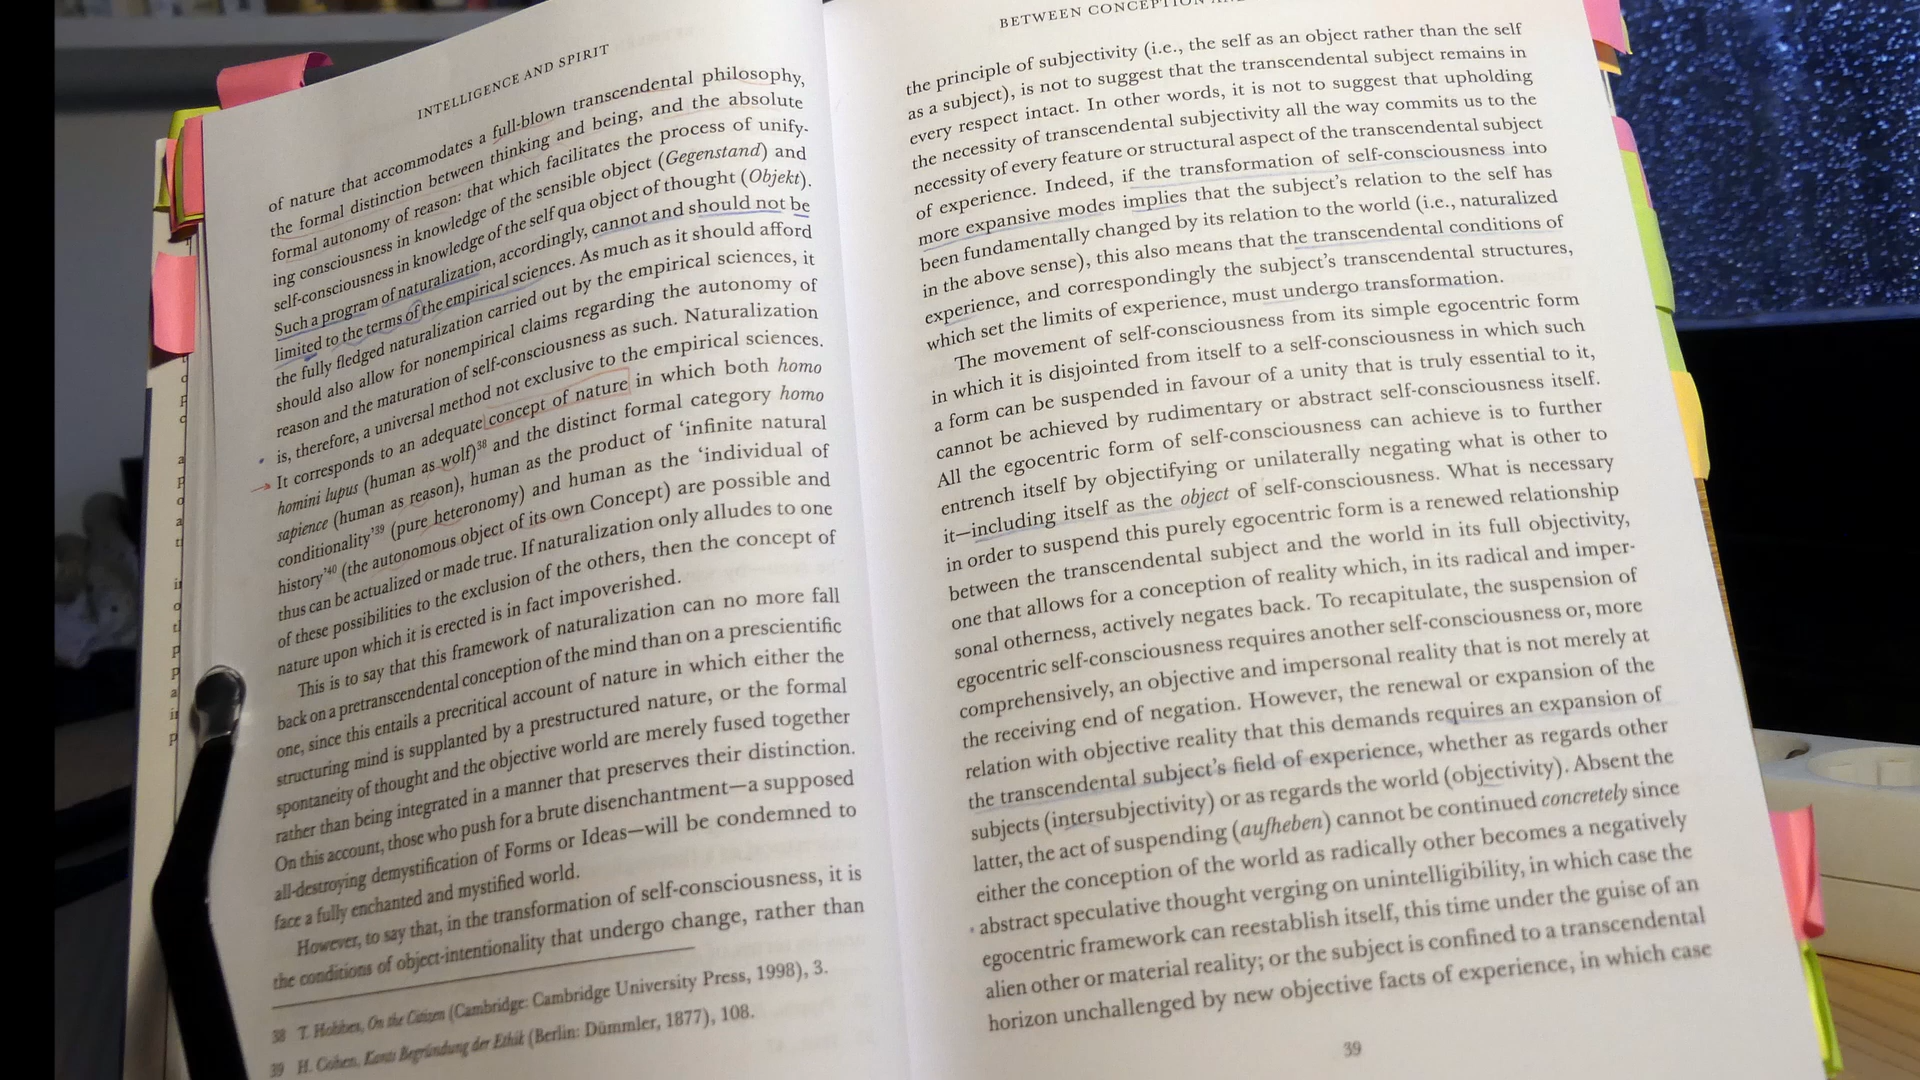 INTELLIGENCE AND SPIRIT
of nature that accommodates a full-blown transcendental philosophy,
the formal distinction between thinking and being, and the absolute
formal autonomy of reason: that which facilitates the process of unify-
ing consciousness in knowledge of the sensible object (Gegenstand) and
self-consciousness in knowledge of the self qua object of thought (Objekt).
Such a program of naturalization, accordingly, cannot and should not be
limited to the terms of the empirical sciences. As much as it should afford
the fully fledged naturalization carried out by the empirical sciences, it
should also allow for nonempirical claims regarding the autonomy of
reason and the maturation of self-consciousness as such. Naturalization
is, therefore, a universal method not exclusive to the empirical sciences.
It corresponds to an adequate concept of nature in which both homo
homini lupus (human as wolf)38 and the distinct formal category homo
sapience (human as reason), human as the product of ‘infinite natural
conditionality’39 (pure heteronomy) and human as the ‘individual of
history’40 (the autonomous object of its own Concept) are possible and
thus can be actualized or made true. If naturalization only alludes to one
of these possibilities to the exclusion of the others, then the concept of
nature upon which it is erected is in fact impoverished.
This is to say that this framework of naturalization can no more fall
back on a pretranscendental conception of the mind than on a prescientific
one, since this entails a precritical account of nature in which either the
structuring mind is supplanted by a prestructured nature, or the formal
spontaneity of thought and the objective world are merely fused together
rather than being integrated in a manner that preserves their distinction.
On this account, those who push for a brute disenchantment—a supposed
all-destroying demystification of Forms or Ideas—will be condemned to
face a fully enchanted and mystified world.
However, to say that, in the transformation of self-consciousness, it is
the conditions of object-intentionality that undergo change, rather than
38 T. Hobbes, On the Citizen (Cambridge: Cambridge University Press, 1998), 3.
39 H. Cohen, Kants Begründung der Ethik (Berlin: Dümmler, 1877), 108.
BETWEEN CONCEPTION
the principle of subjectivity (i.e., the self as an object rather than the self
as a subject), is not to suggest that the transcendental subject remains in
every respect intact. In other words, it is not to suggest that upholding
the necessity of transcendental subjectivity all the way commits us to the
necessity of every feature or structural aspect of the transcendental subject
of experience. Indeed, if the transformation of self-consciousness into
more expansive modes implies that the subject’s relation to the self has
been fundamentally changed by its relation to the world (i.e., naturalized
in the above sense), this also means that the transcendental conditions of
experience, and correspondingly the subject’s transcendental structures,
which set the limits of experience, must undergo transformation.
The movement of self-consciousness from its simple egocentric form
in which it is disjointed from itself to a self-consciousness in which such
a form can be suspended in favour of a unity that is truly essential to it,
cannot be achieved by rudimentary or abstract self-consciousness itself.
All the egocentric form of self-consciousness can achieve is to further
entrench itself by objectifying or unilaterally negating what is other to
it—including itself as the object of self-consciousness. What is necessary
in order to suspend this purely egocentric form is a renewed relationship
between the transcendental subject and the world in its full objectivity,
one that allows for a conception of reality which, in its radical and imper-
sonal otherness, actively negates back. To recapitulate, the suspension of
egocentric self-consciousness requires another self-consciousness or, more
comprehensively, an objective and impersonal reality that is not merely at
the receiving end of negation. However, the renewal or expansion of the
relation with objective reality that this demands requires an expansion of
the transcendental subject’s field of experience, whether as regards other
subjects (intersubjectivity) or as regards the world (objectivity). Absent the
latter, the act of suspending (aufheben) cannot be continued concretely since
either the conception of the world as radically other becomes a negatively
abstract speculative thought verging on unintelligibility, in which case the
egocentric framework can reestablish itself, this time under the guise of an
alien other or material reality; or the subject is confined to a transcendental
horizon unchallenged by new objective facts of experience, in which case
39